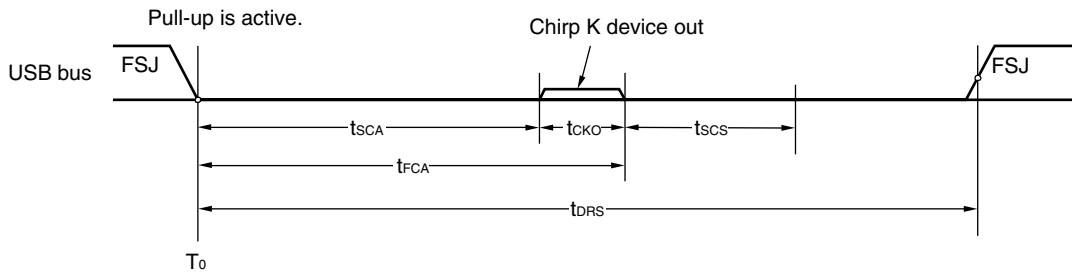 Pull-up is active.
Chirp K device out
USB bus
FSJ
FSJ
tSCA
tCKO
tSCS
tFCA
tDRS
T0